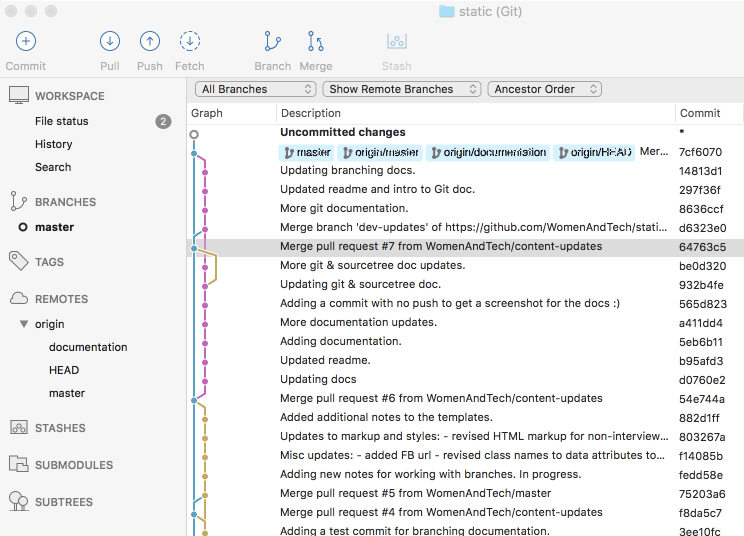 static (Git)
Commit Pull Push Fetch Branch Merge Stash
WORKSPACE
File status 2
History
Search
BRANCHES
master
TAGS
REMOTES
origin
documentation
HEAD
master
STASHES
SUBMODULES
SUBTREES
All Branches Show Remote Branches Ancestor Order
Graph Description Commit
Uncommitted changes *
master origin/master origin/documentation origin/HEAD Mer... 7cf6070
Updating branching docs. 14813d1
Updated readme and intro to Git doc. 297f36f
More git documentation. 8636ccf
Merge branch 'dev-updates' of https://github.com/WomenAndTech/stati... d6323e0
Merge pull request #7 from WomenAndTech/content-updates 64763c5
More git & sourcetree doc updates. be0d320
Updating git & sourcetree doc. 932b4fe
Adding a commit with no push to get a screenshot for the docs :) 565d823
More documentation updates. a411dd4
Adding documentation. 5eb6b11
Updated readme. b95afd3
Updating docs d0760e2
Merge pull request #6 from WomenAndTech/content-updates 54e744a
Added additional notes to the templates. 882d1ff
Updates to markup and styles: - revised HTML markup for non-interview... 803267a
Misc updates: - added FB url - revised class names to data attributes to... f14085b
Adding new notes for working with branches. In progress. fedd58e
Merge pull request #5 from WomenAndTech/master 75203a6
Merge pull request #4 from WomenAndTech/content-updates f8da5c7
Adding a test commit for branching documentation. 3ee10fc